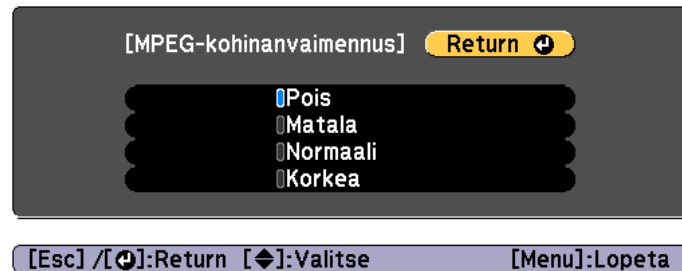 [MPEG-kohinanvaimennus] Return
Pois
Matala
Normaali
Korkea
[Esc] /[⏎]:Return [◆]:Valitse [Menu]:Lopeta